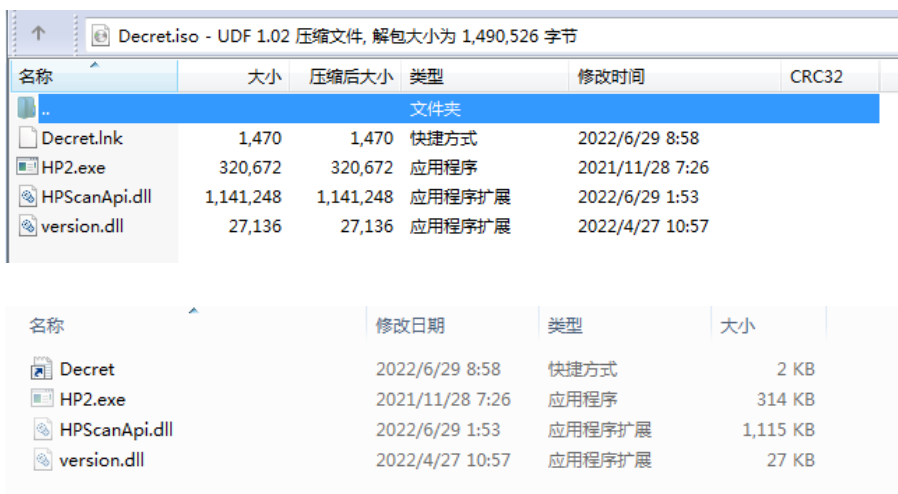 Decret.iso - UDF 1.02 压缩文件, 解包大小为 1,490,526 字节
名称 大小 压缩后大小 类型 修改时间 CRC32
.. 文件夹
Decret.lnk 1,470 1,470 快捷方式 2022/6/29 8:58
HP2.exe 320,672 320,672 应用程序 2021/11/28 7:26
HPScanApi.dll 1,141,248 1,141,248 应用程序扩展 2022/6/29 1:53
version.dll 27,136 27,136 应用程序扩展 2022/4/27 10:57
名称 修改日期 类型 大小
Decret 2022/6/29 8:58 快捷方式 2 KB
HP2.exe 2021/11/28 7:26 应用程序 314 KB
HPScanApi.dll 2022/6/29 1:53 应用程序扩展 1,115 KB
version.dll 2022/4/27 10:57 应用程序扩展 27 KB